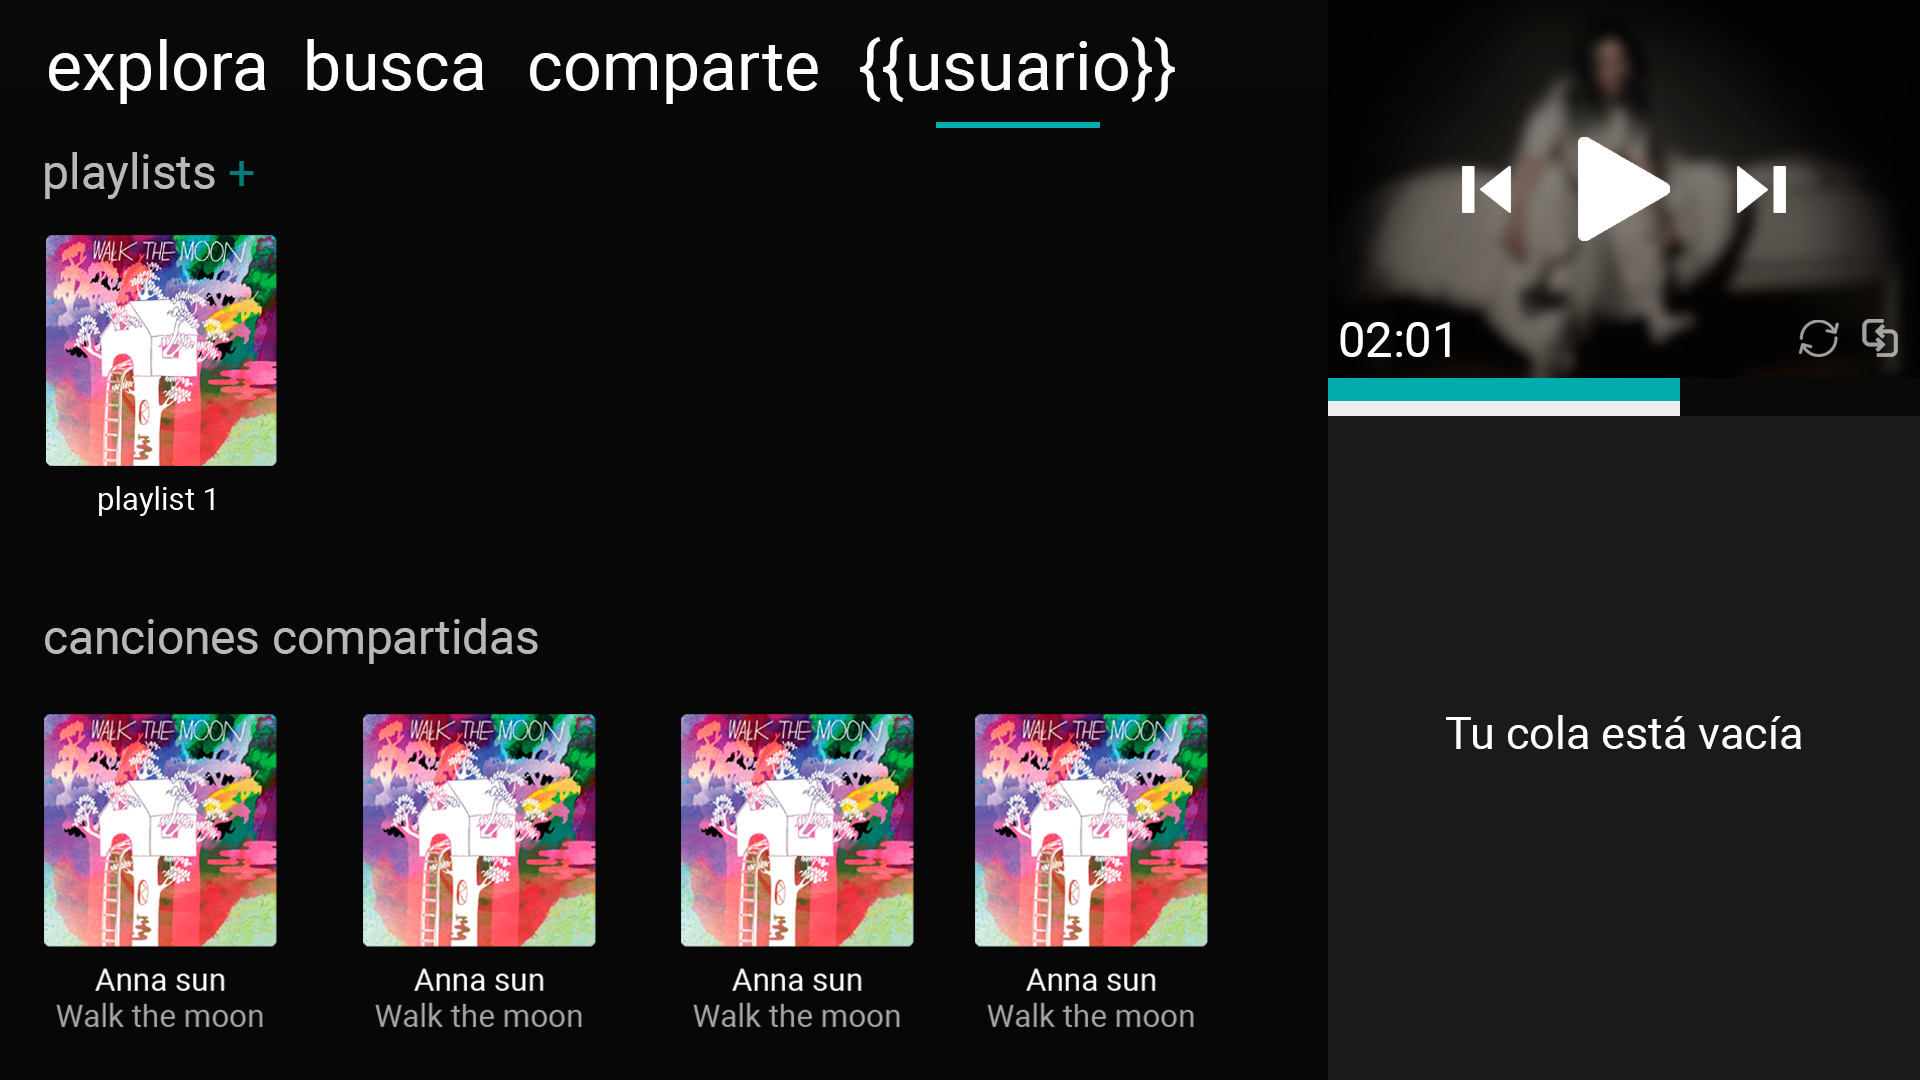 explora busca comparte {{usuario}}
playlists +
WALK THE MOON
playlist 1
canciones compartidas
WALK THE MOON
WALK THE MOON
WALK THE MOON
WALK THE MOON
Anna sun
Walk the moon
Anna sun
Walk the moon
Anna sun
Walk the moon
Anna sun
Walk the moon
02:01
Tu cola está vacía